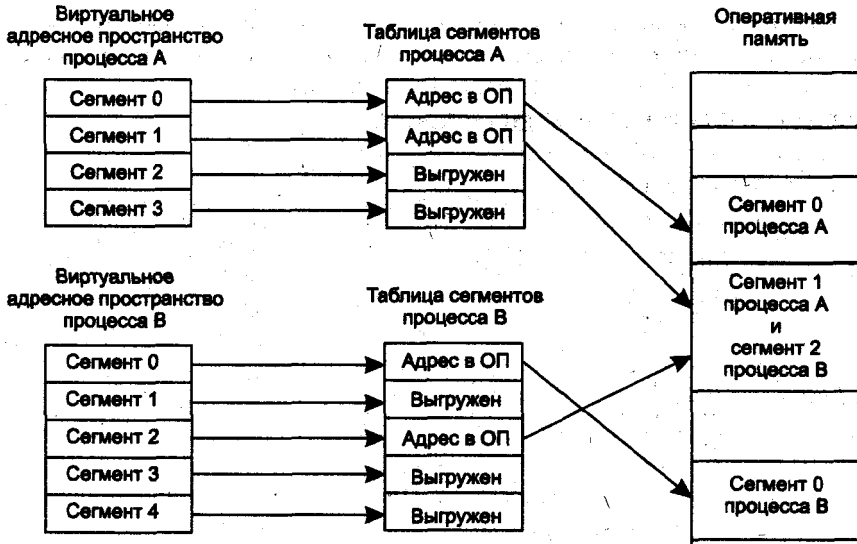 Виртуальное
адресное пространство
процесса A
Сегмент 0
Сегмент 1
Сегмент 2
Сегмент 3
Таблица сегментов
процесса A
Адрес в ОП
Адрес в ОП
Выгружен
Выгружен
Виртуальное
адресное пространство
процесса B
Сегмент 0
Сегмент 1
Сегмент 2
Сегмент 3
Сегмент 4
Таблица сегментов
процесса B
Адрес в ОП
Выгружен
Адрес в ОП
Выгружен
Выгружен
Оперативная
память
Сегмент 0
процесса A
Сегмент 1
процесса A
и
сегмент 2
процесса B
Сегмент 0
процесса B